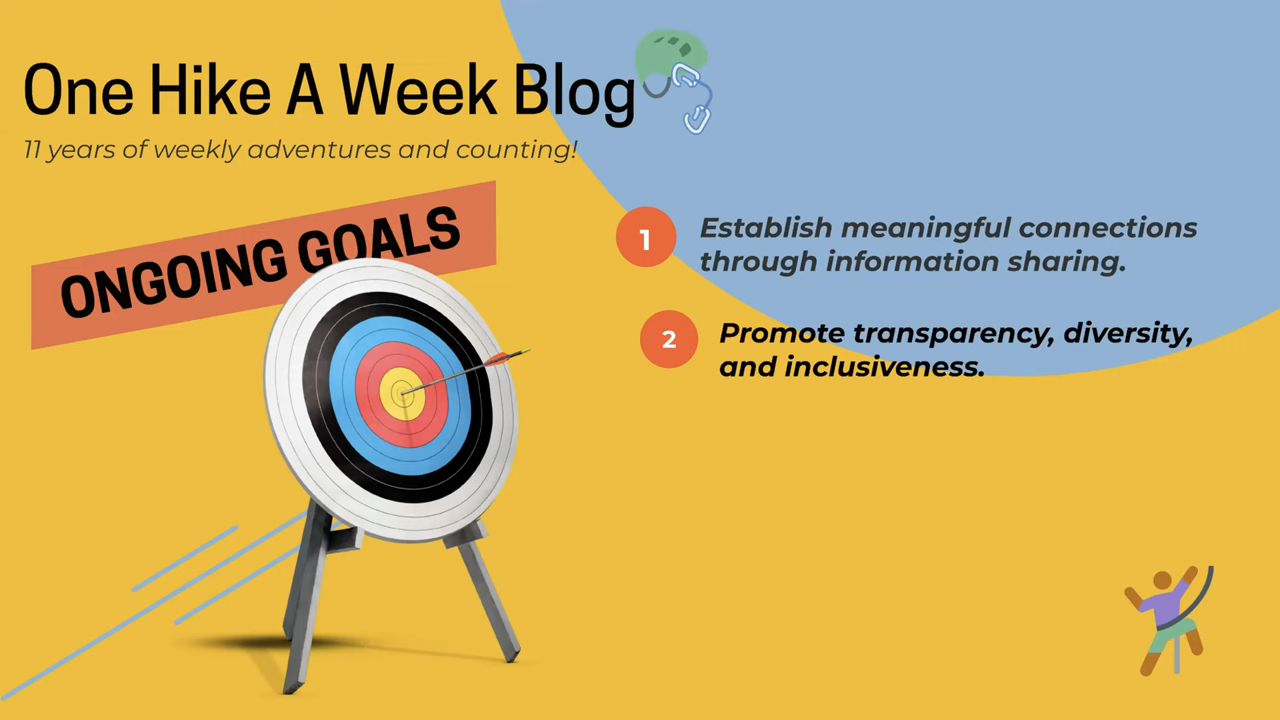 One Hike A Week Blog
11 years of weekly adventures and counting!
ONGOING GOALS
1
Establish meaningful connections
through information sharing.
2
Promote transparency, diversity,
and inclusiveness.